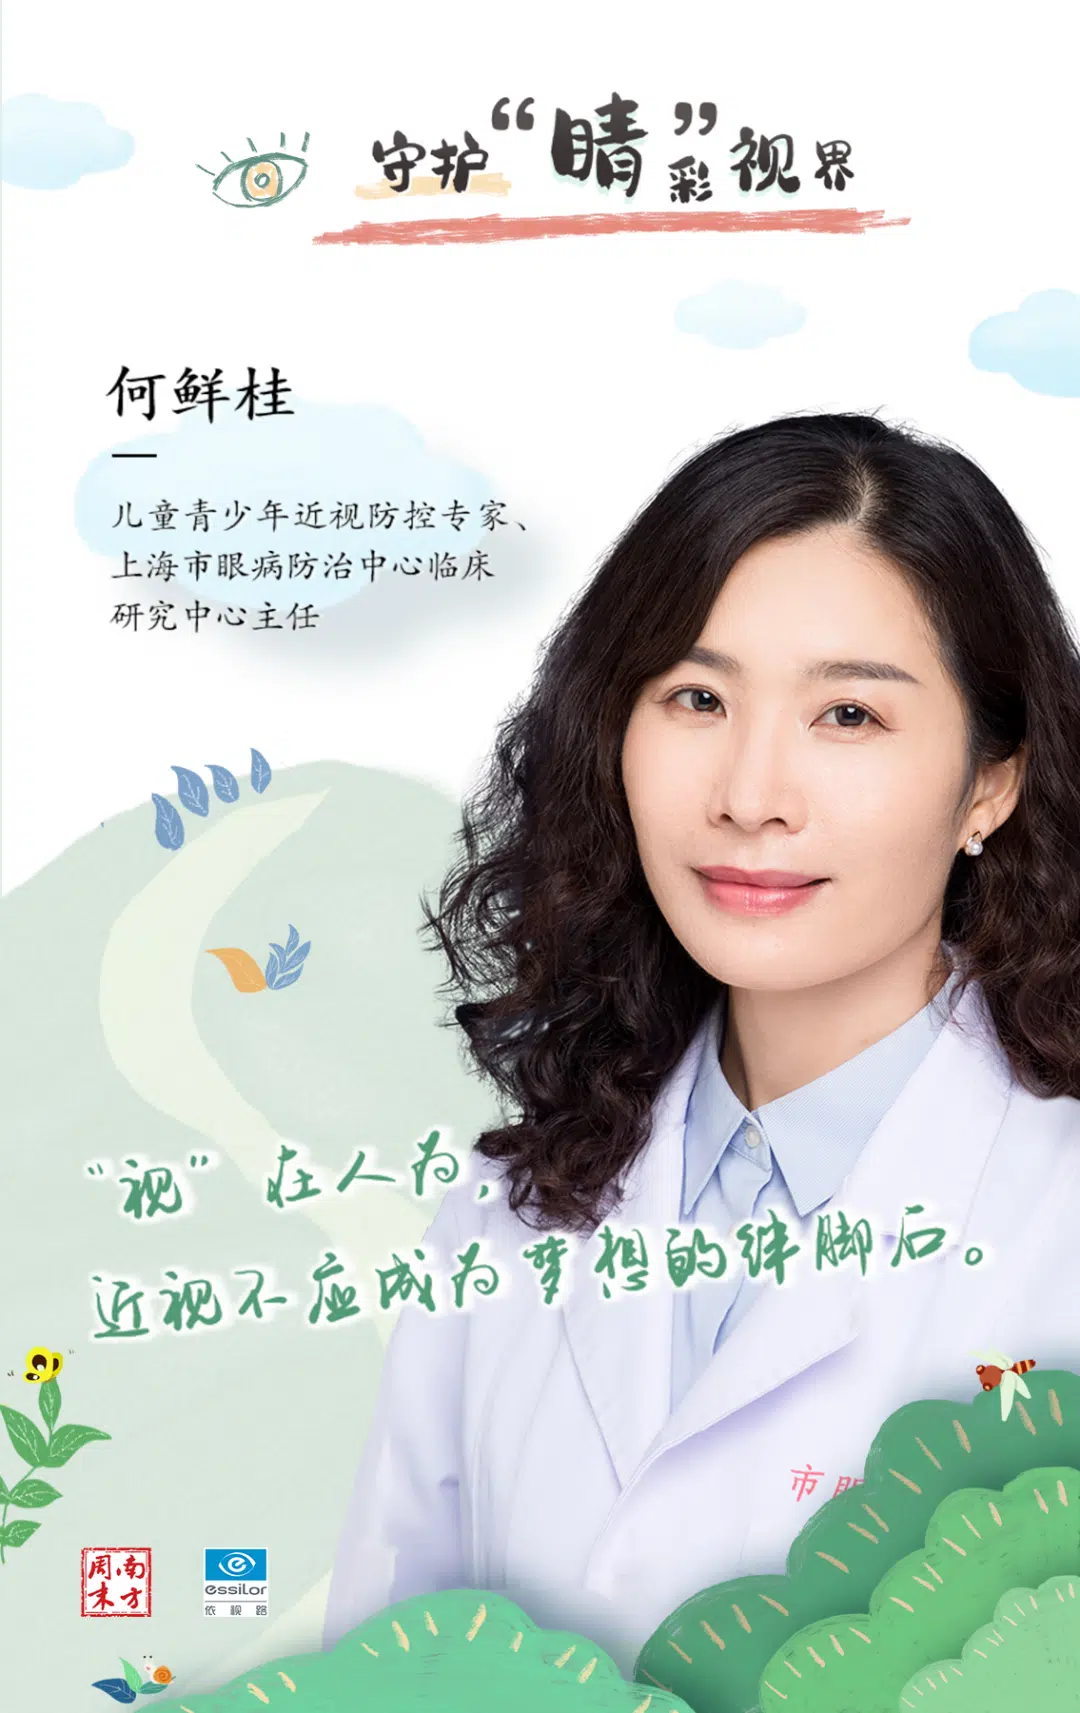 守护“睛”彩视界
何鲜桂
儿童青少年近视防控专家、
上海市眼病防治中心临床
研究中心主任
“视”在人为，
近视不应成为梦想的绊脚石。
市眼
南方周末
essilor
依视路